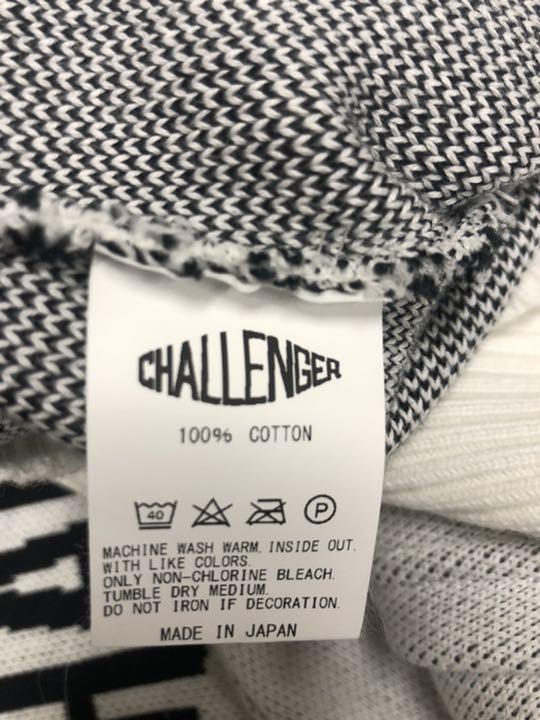 CHALLENGER
100% COTTON
40 P
MACHINE WASH WARM, INSIDE OUT.
WITH LIKE COLORS.
ONLY NON-CHLORINE BLEACH.
TUMBLE DRY MEDIUM.
DO NOT IRON IF DECORATION.
MADE IN JAPAN